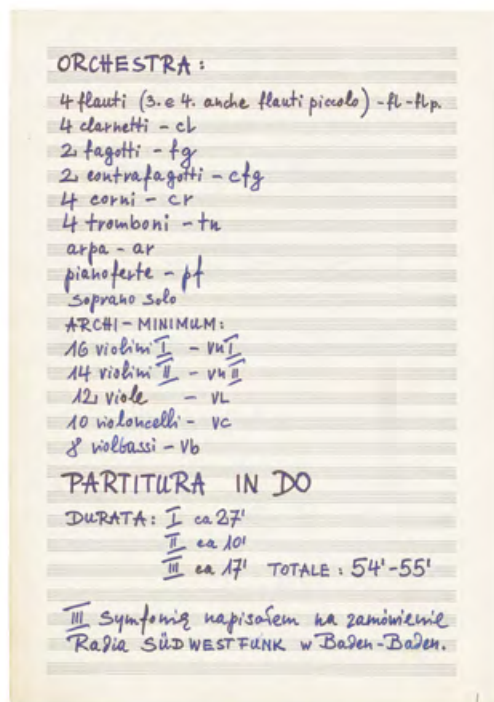 ORCHESTRA:
4 flauti (3. e 4. anche flauti piccolo) - fl - flp.
4 clarnetti - cl
2 fagotti - fg
2 contrafagotti - cfg
4 corni - cr
4 tromboni - tn
arpa - ar
pianoforte - pf
soprano solo
ARCHI - MINIMUM:
16 violini I - vn I
14 violini II - vn II
12 viole - vl
10 violoncelli - vc
8 violbassi - vb
PARTITURA IN DO
DURATA: I ca 27'
II ca 10'
III ca 17' TOTALE: 54'-55'
III Symfonię napisałem na zamówienie
Radia SÜDWESTFUNK w Baden-Baden.